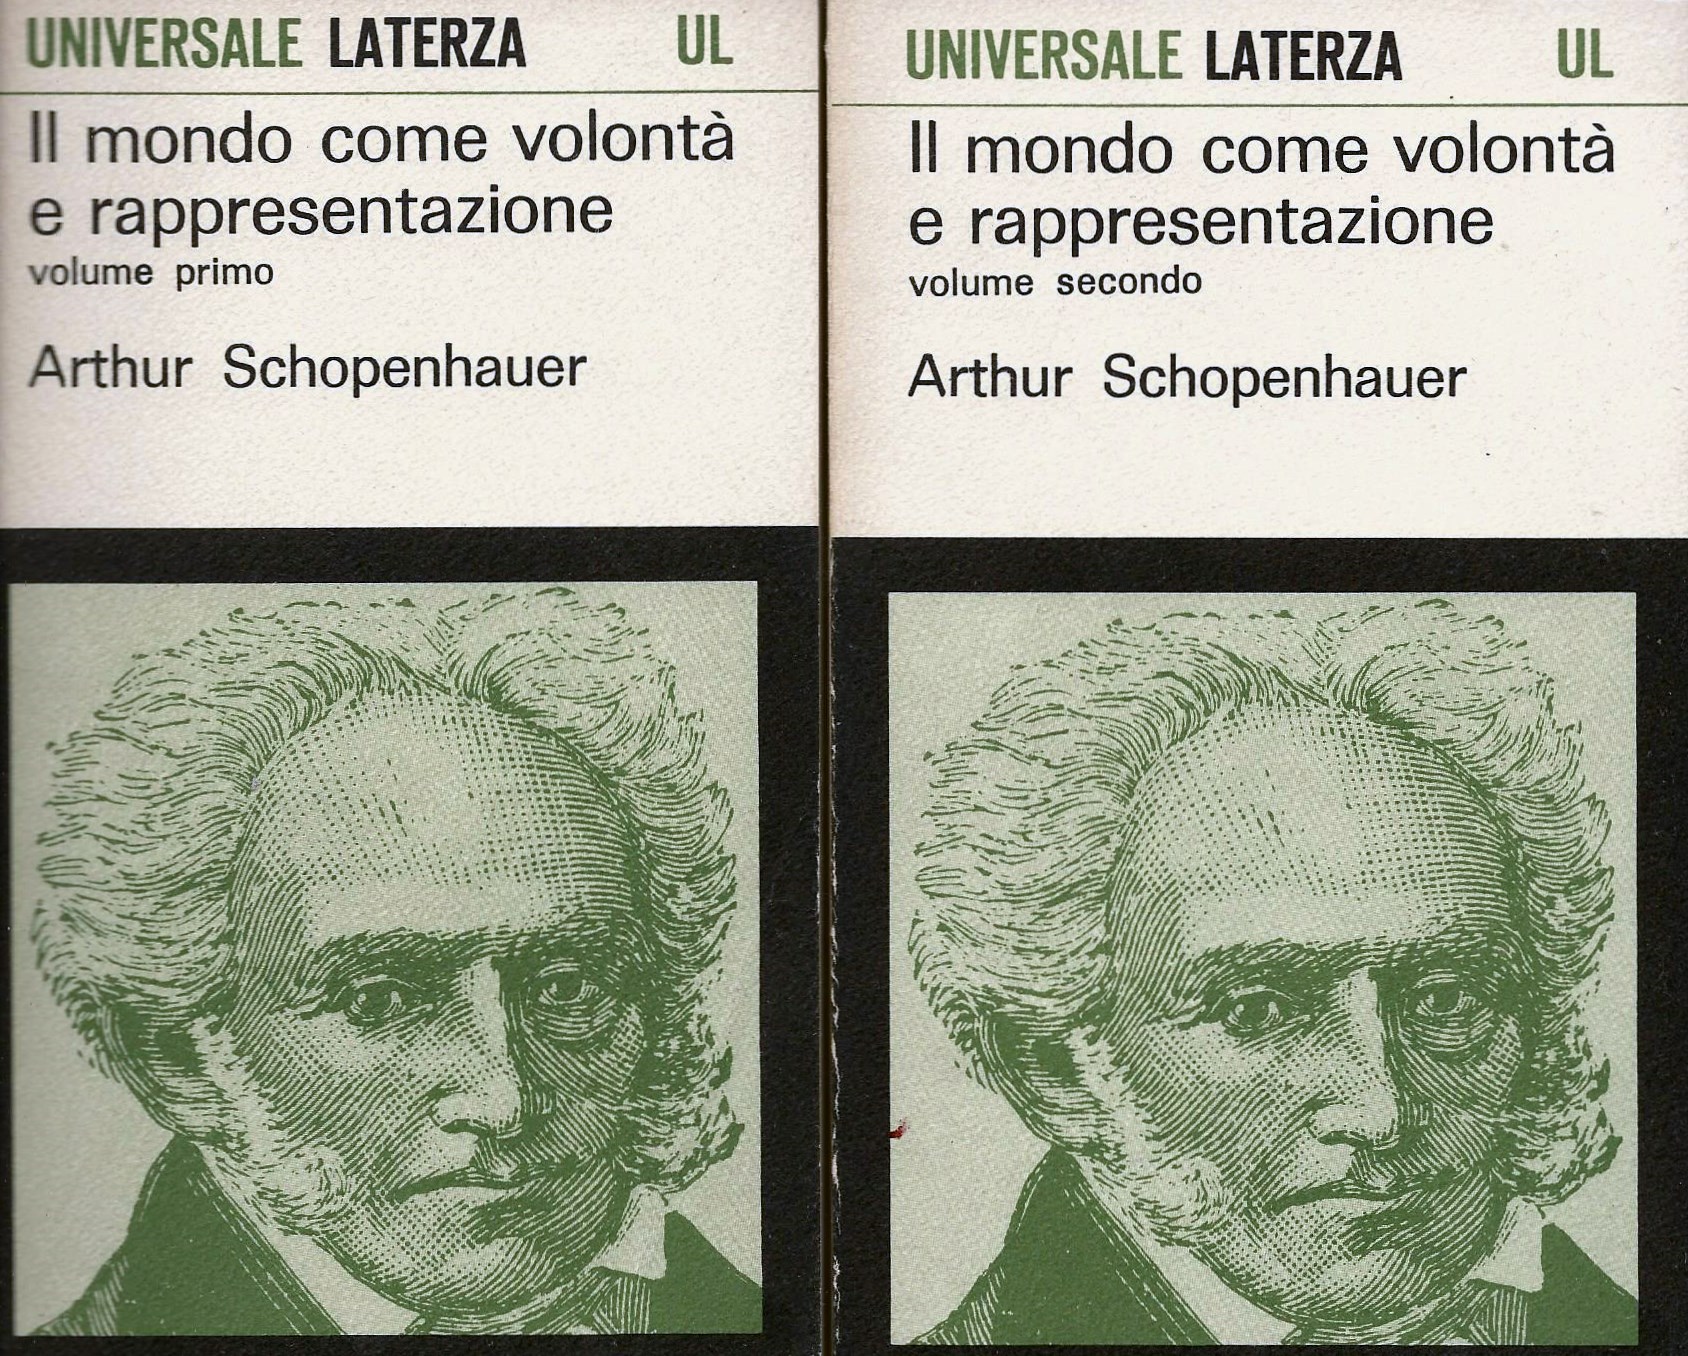 UNIVERSALE LATERZA UL
Il mondo come volontà
e rappresentazione
volume primo
Arthur Schopenhauer
UNIVERSALE LATERZA UL
Il mondo come volontà
e rappresentazione
volume secondo
Arthur Schopenhauer